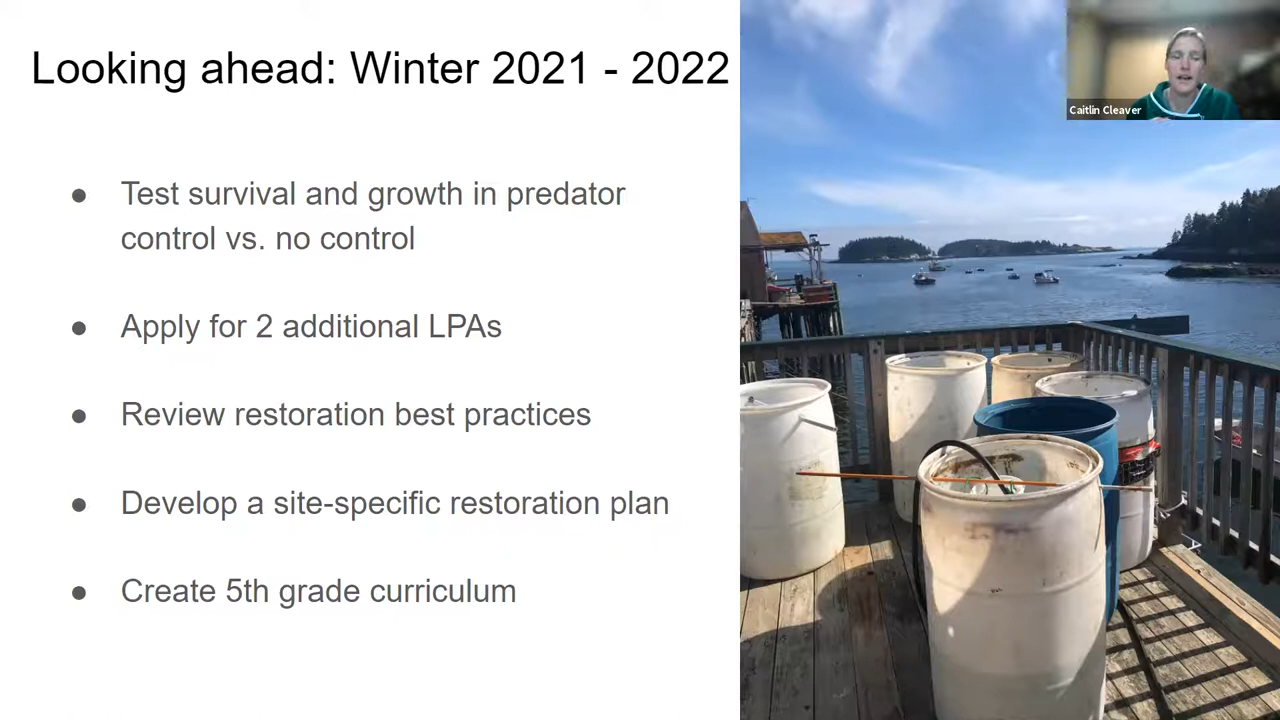 Looking ahead: Winter 2021 - 2022
Caitlin Cleaver
● Test survival and growth in predator
control vs. no control
● Apply for 2 additional LPAs
● Review restoration best practices
● Develop a site-specific restoration plan
● Create 5th grade curriculum